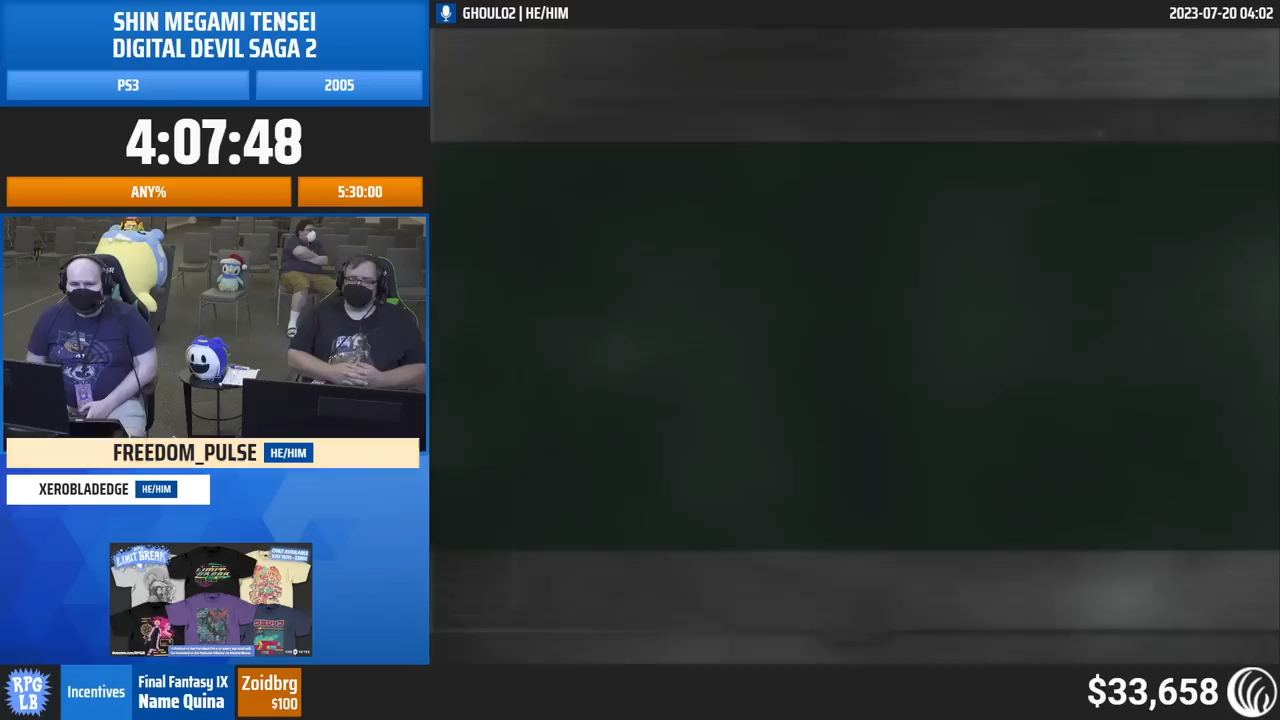 SHIN MEGAMI TENSEI
DIGITAL DEVIL SAGA 2
PS3
2005
4:07:48
ANY%
5:30:00
FREEDOM_PULSE HE/HIM
XEROBLADEDGE HE/HIM
LIMIT BREAK
GHOUL02 | HE/HIM
2023-07-20 04:02
RPG
LB
Incentives
Final Fantasy IX
Name Quina
Zoidbrg
$100
$33,658